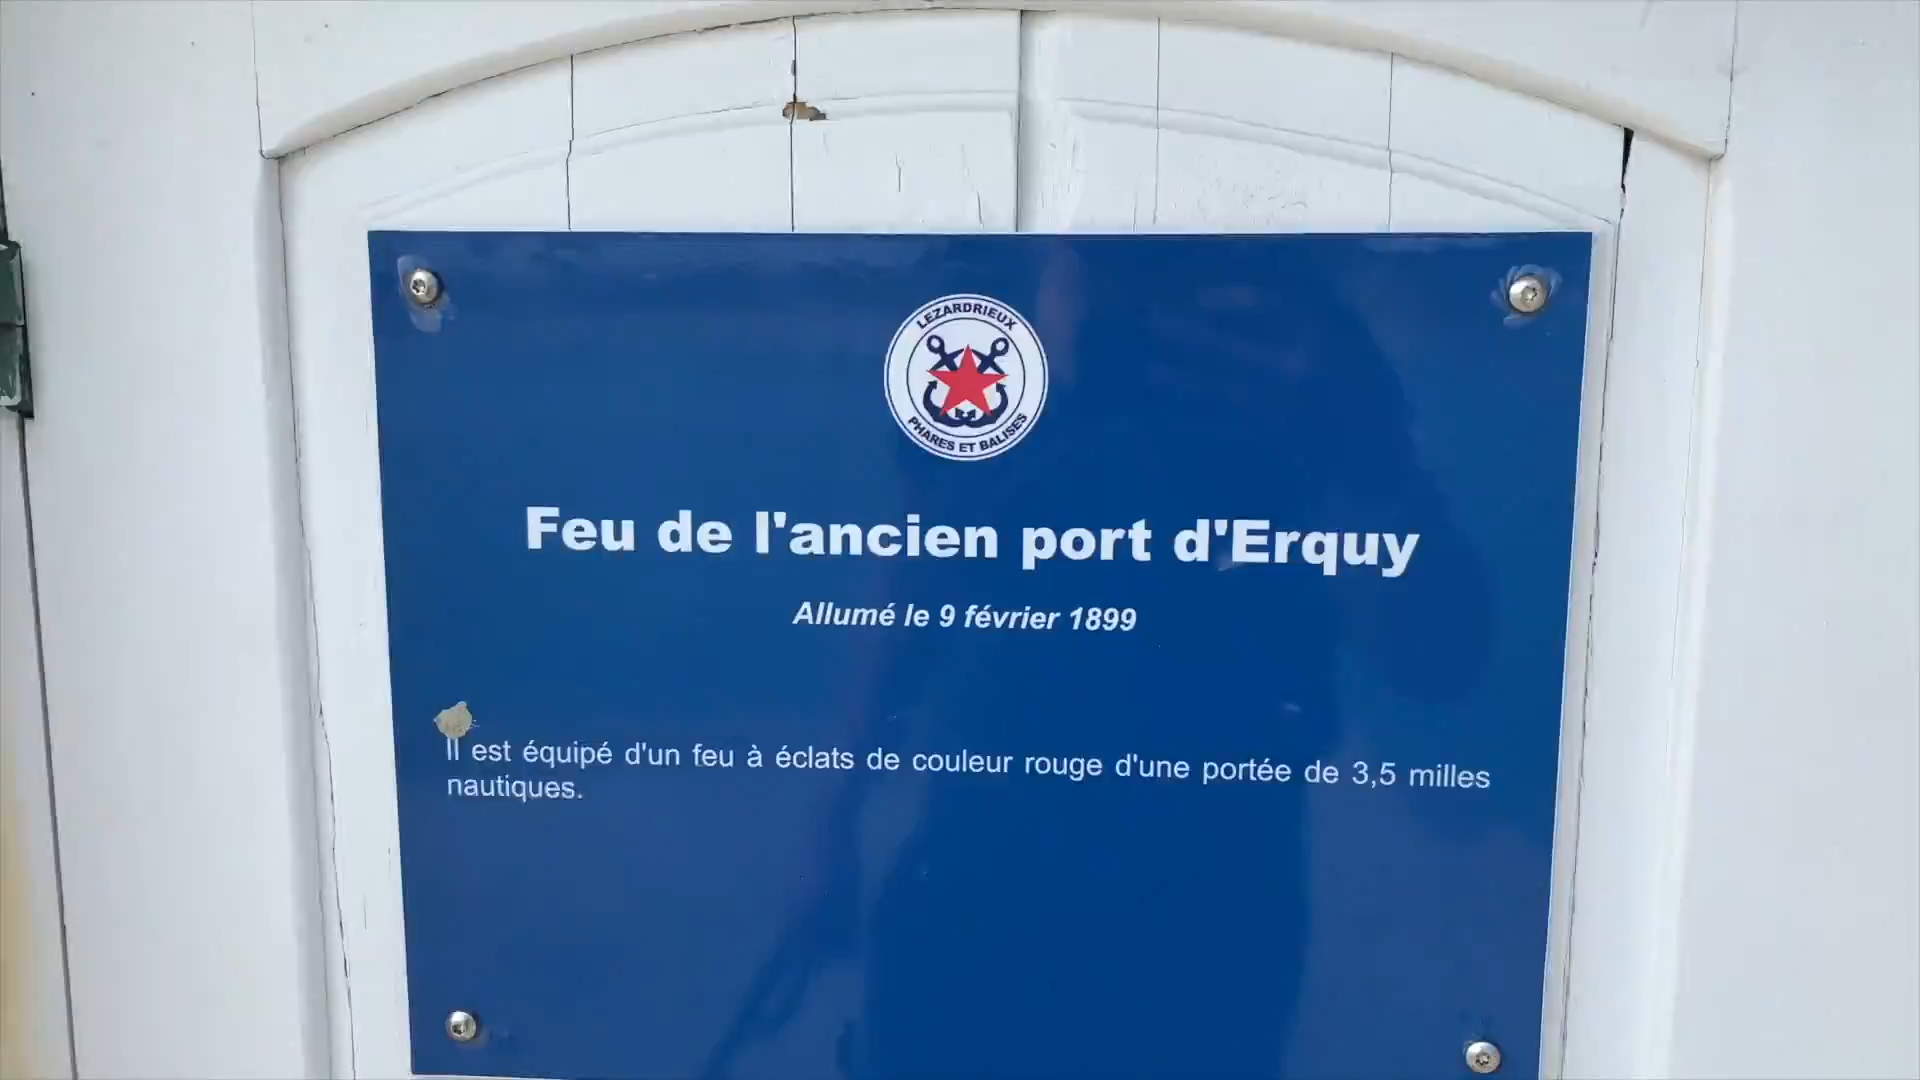 LEZARDRIEUX
PHARES ET BALISES
Feu de l'ancien port d'Erquy
Allumé le 9 février 1899
Il est équipé d'un feu à éclats de couleur rouge d'une portée de 3,5 milles
nautiques.